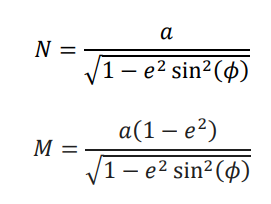 N = a / √(1 − e² sin²(ϕ))
M = a(1 − e²) / √(1 − e² sin²(ϕ))